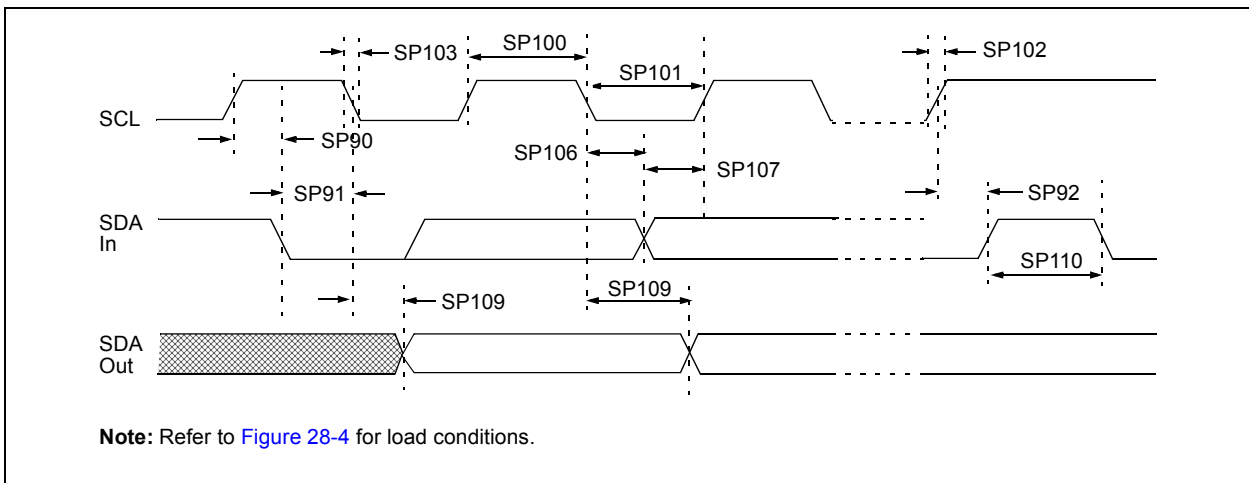 SP103
SP100
SP102
SP101
SCL
SP90
SP106
SP107
SP91
SP92
SDA
In
SP110
SP109
SP109
SDA
Out
Note: Refer to Figure 28-4 for load conditions.